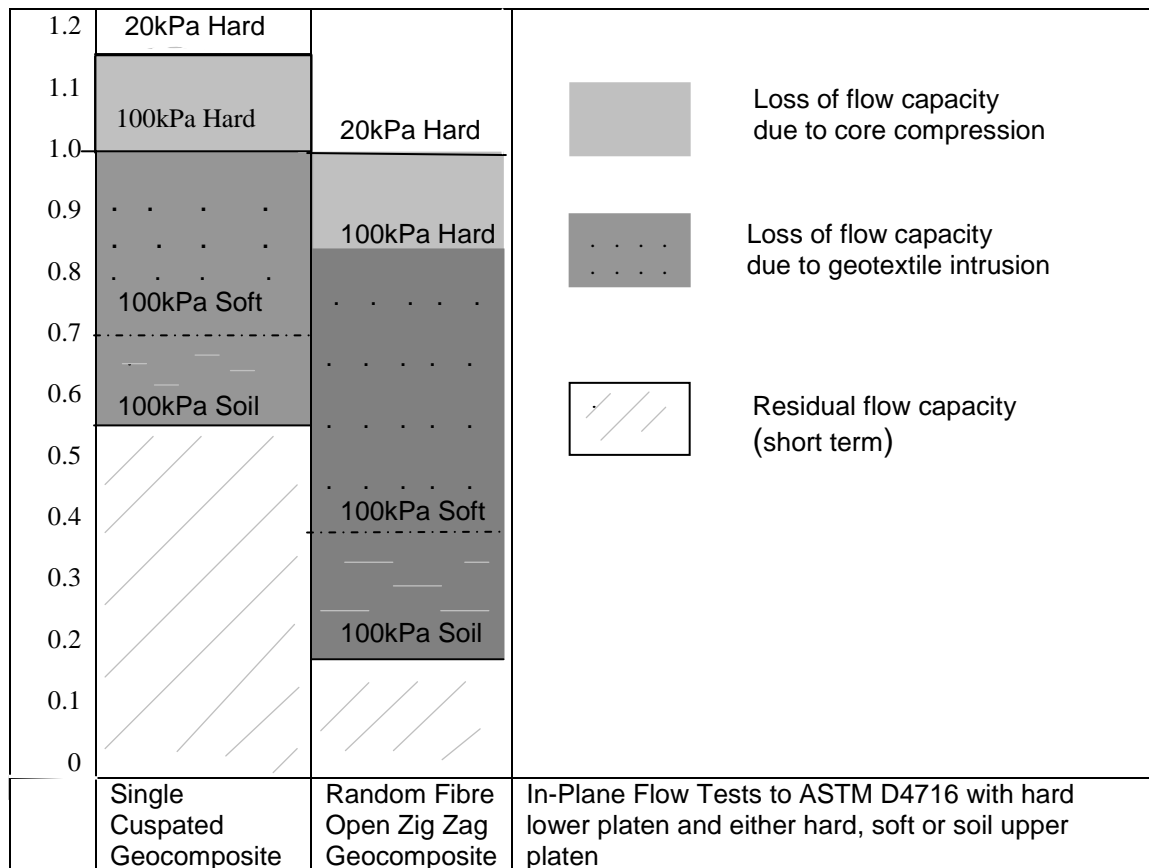 1.2
1.1
1.0
0.9
0.8
0.7
0.6
0.5
0.4
0.3
0.2
0.1
0
20kPa Hard
100kPa Hard
100kPa Soft
100kPa Soil
20kPa Hard
100kPa Hard
100kPa Soft
100kPa Soil
Loss of flow capacity
due to core compression
Loss of flow capacity
due to geotextile intrusion
Residual flow capacity
(short term)
Single
Cuspated
Geocomposite
Random Fibre
Open Zig Zag
Geocomposite
In-Plane Flow Tests to ASTM D4716 with hard
lower platen and either hard, soft or soil upper
platen